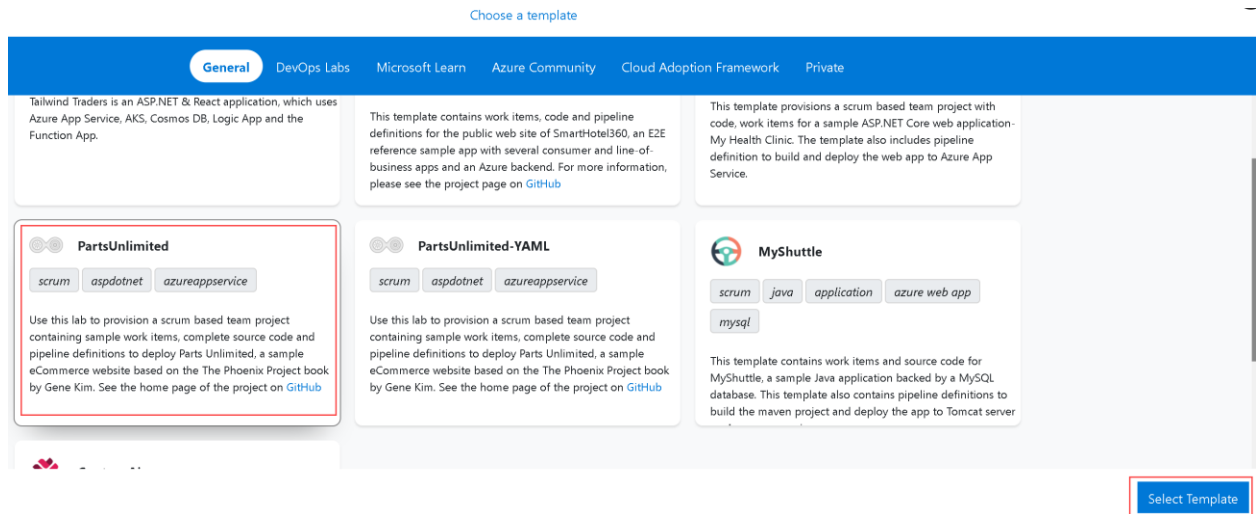 Choose a template
General DevOps Labs Microsoft Learn Azure Community Cloud Adoption Framework Private
Tailwind Traders is an ASP.NET & React application, which uses
Azure App Service, AKS, Cosmos DB, Logic App and the
Function App.
This template contains work items, code and pipeline
definitions for the public web site of SmartHotel360, an E2E
reference sample app with several consumer and line-of-
business apps and an Azure backend. For more information,
please see the project page on GitHub
This template provisions a scrum based team project with
code, work items for a sample ASP.NET Core web application-
My Health Clinic. The template also includes pipeline
definition to build and deploy the web app to Azure App
Service.
PartsUnlimited
scrum aspdotnet azureappservice
Use this lab to provision a scrum based team project
containing sample work items, complete source code and
pipeline definitions to deploy Parts Unlimited, a sample
eCommerce website based on the The Phoenix Project book
by Gene Kim. See the home page of the project on GitHub
PartsUnlimited-YAML
scrum aspdotnet azureappservice
Use this lab to provision a scrum based team project
containing sample work items, complete source code and
pipeline definitions to deploy Parts Unlimited, a sample
eCommerce website based on the The Phoenix Project book
by Gene Kim. See the home page of the project on GitHub
MyShuttle
scrum java application azure web app
mysql
This template contains work items and source code for
MyShuttle, a sample Java application backed by a MySQL
database. This template also contains pipeline definitions to
build the maven project and deploy the app to Tomcat server
Select Template